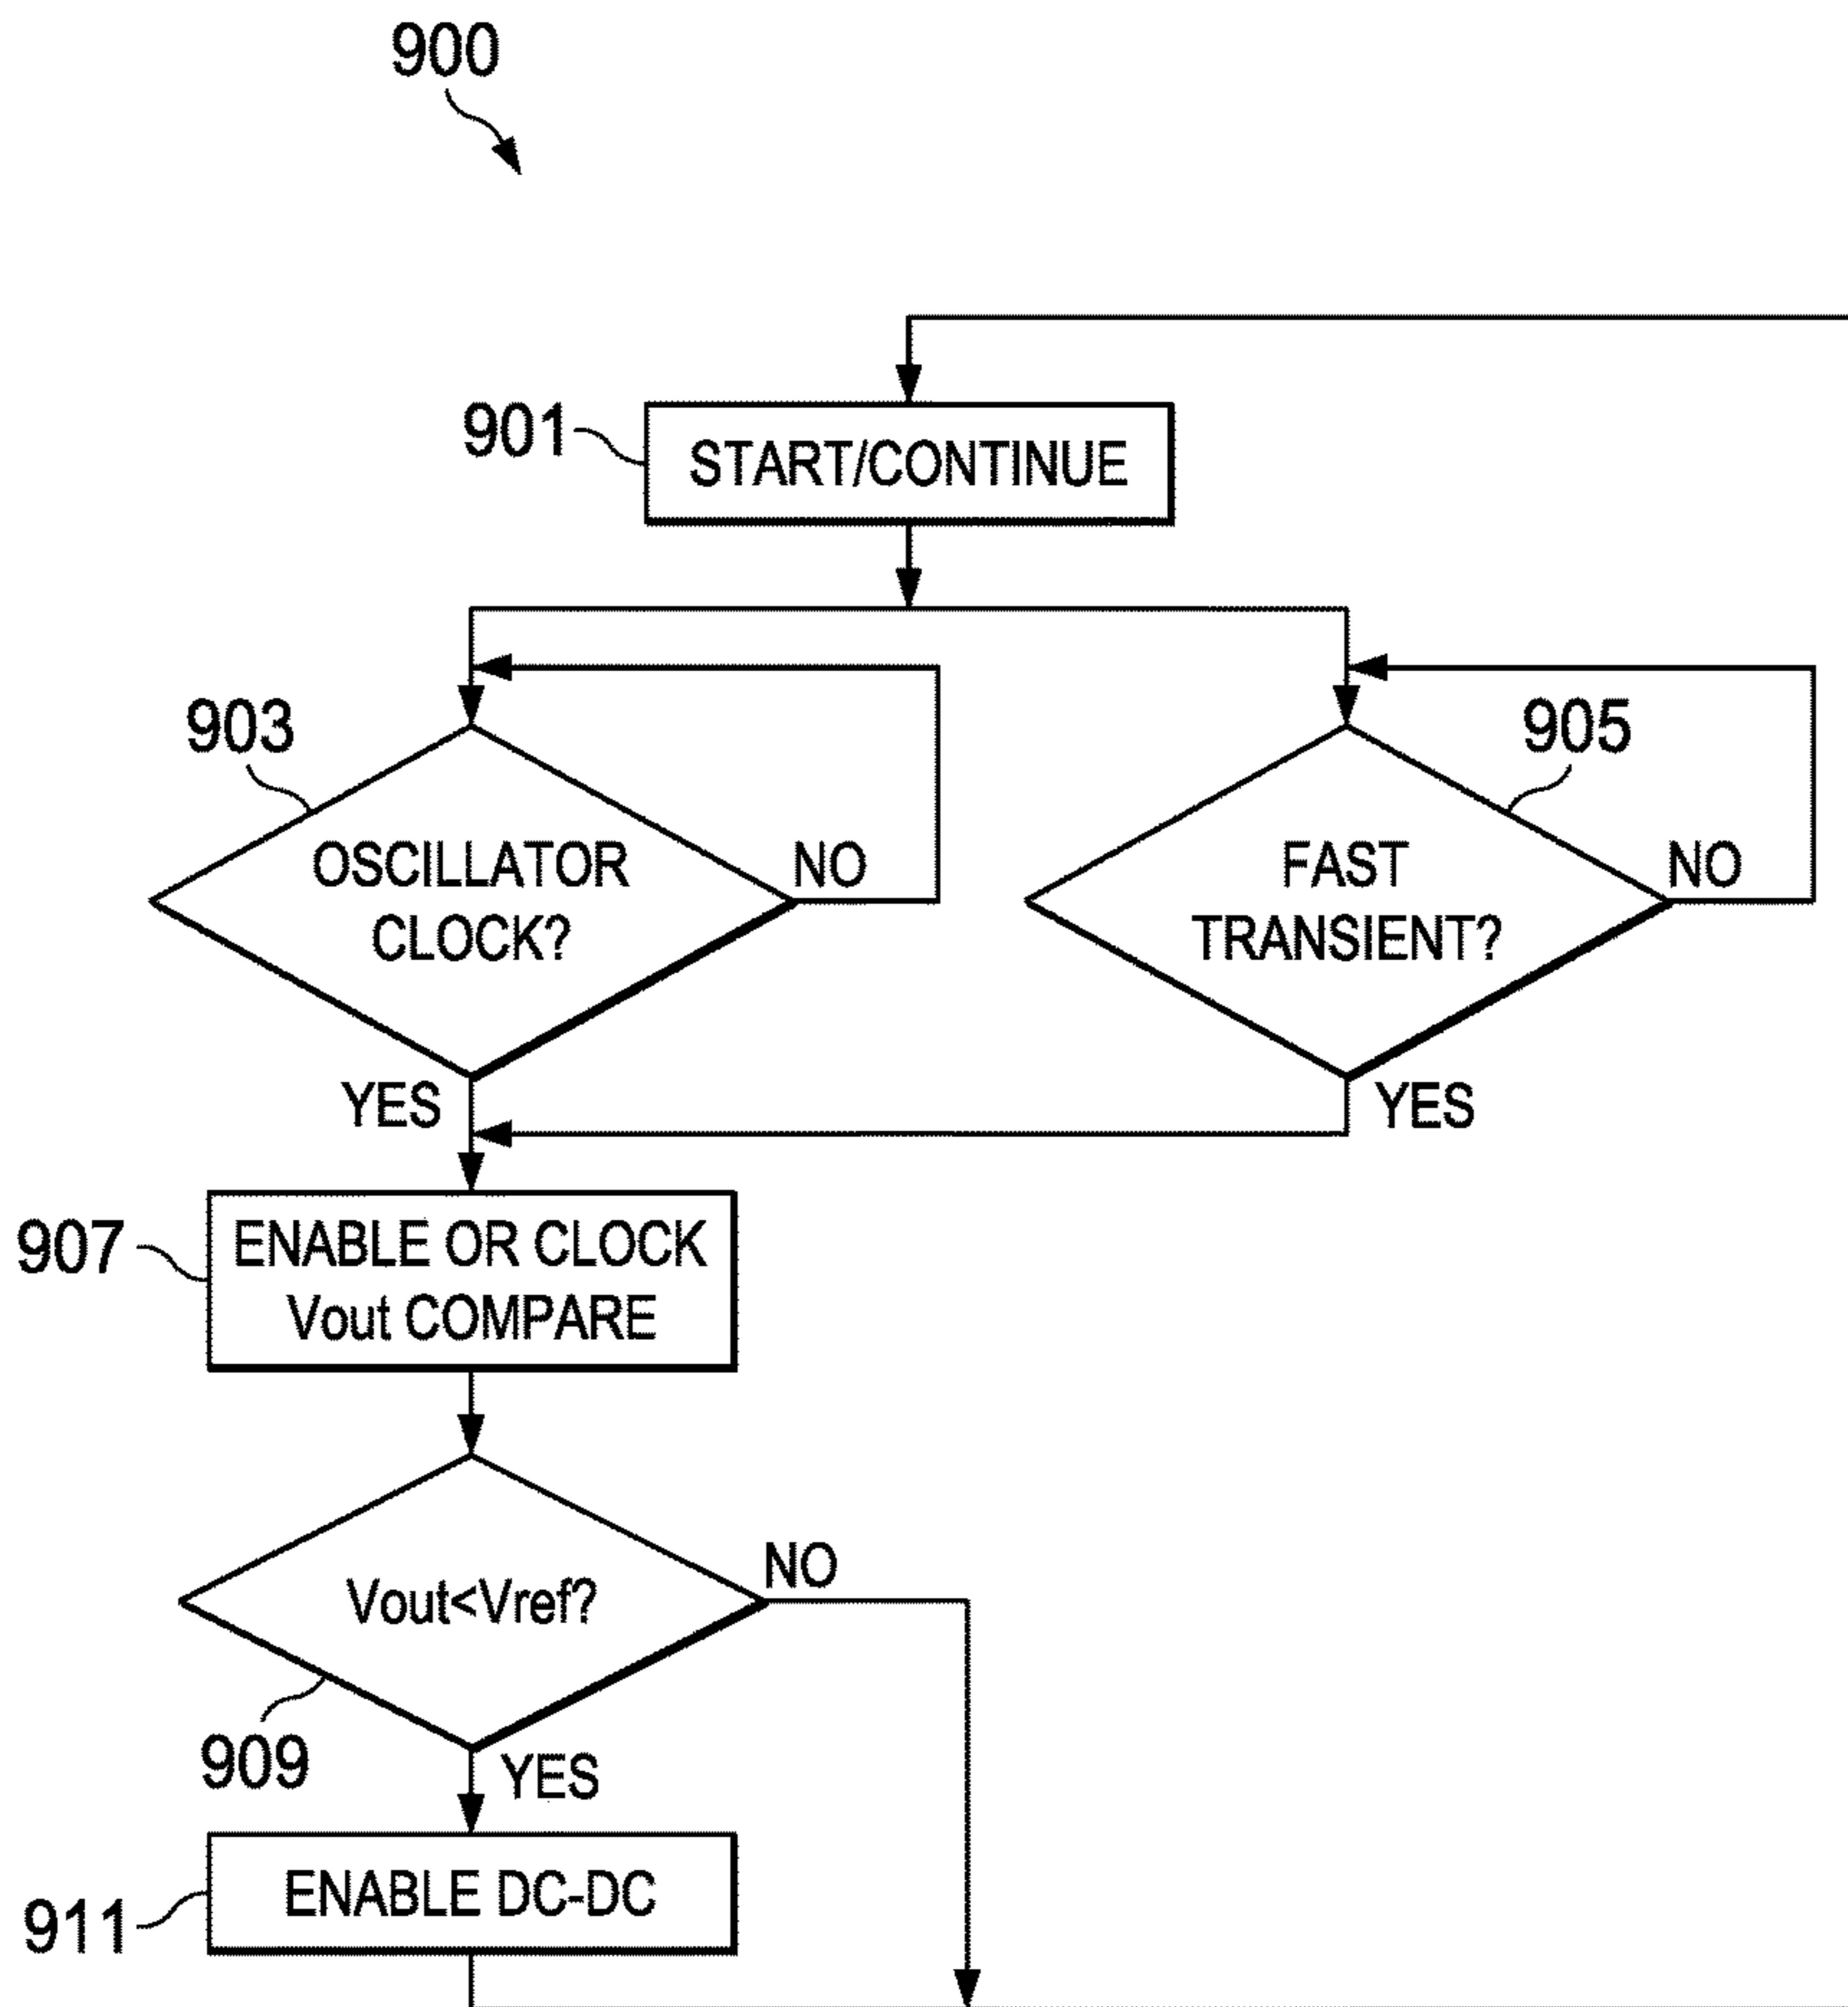 900
901
START/CONTINUE
903
905
OSCILLATOR
CLOCK?
NO
FAST
TRANSIENT?
NO
YES
YES
907
ENABLE OR CLOCK
Vout COMPARE
NO
Vout<Vref?
909
YES
911
ENABLE DC-DC